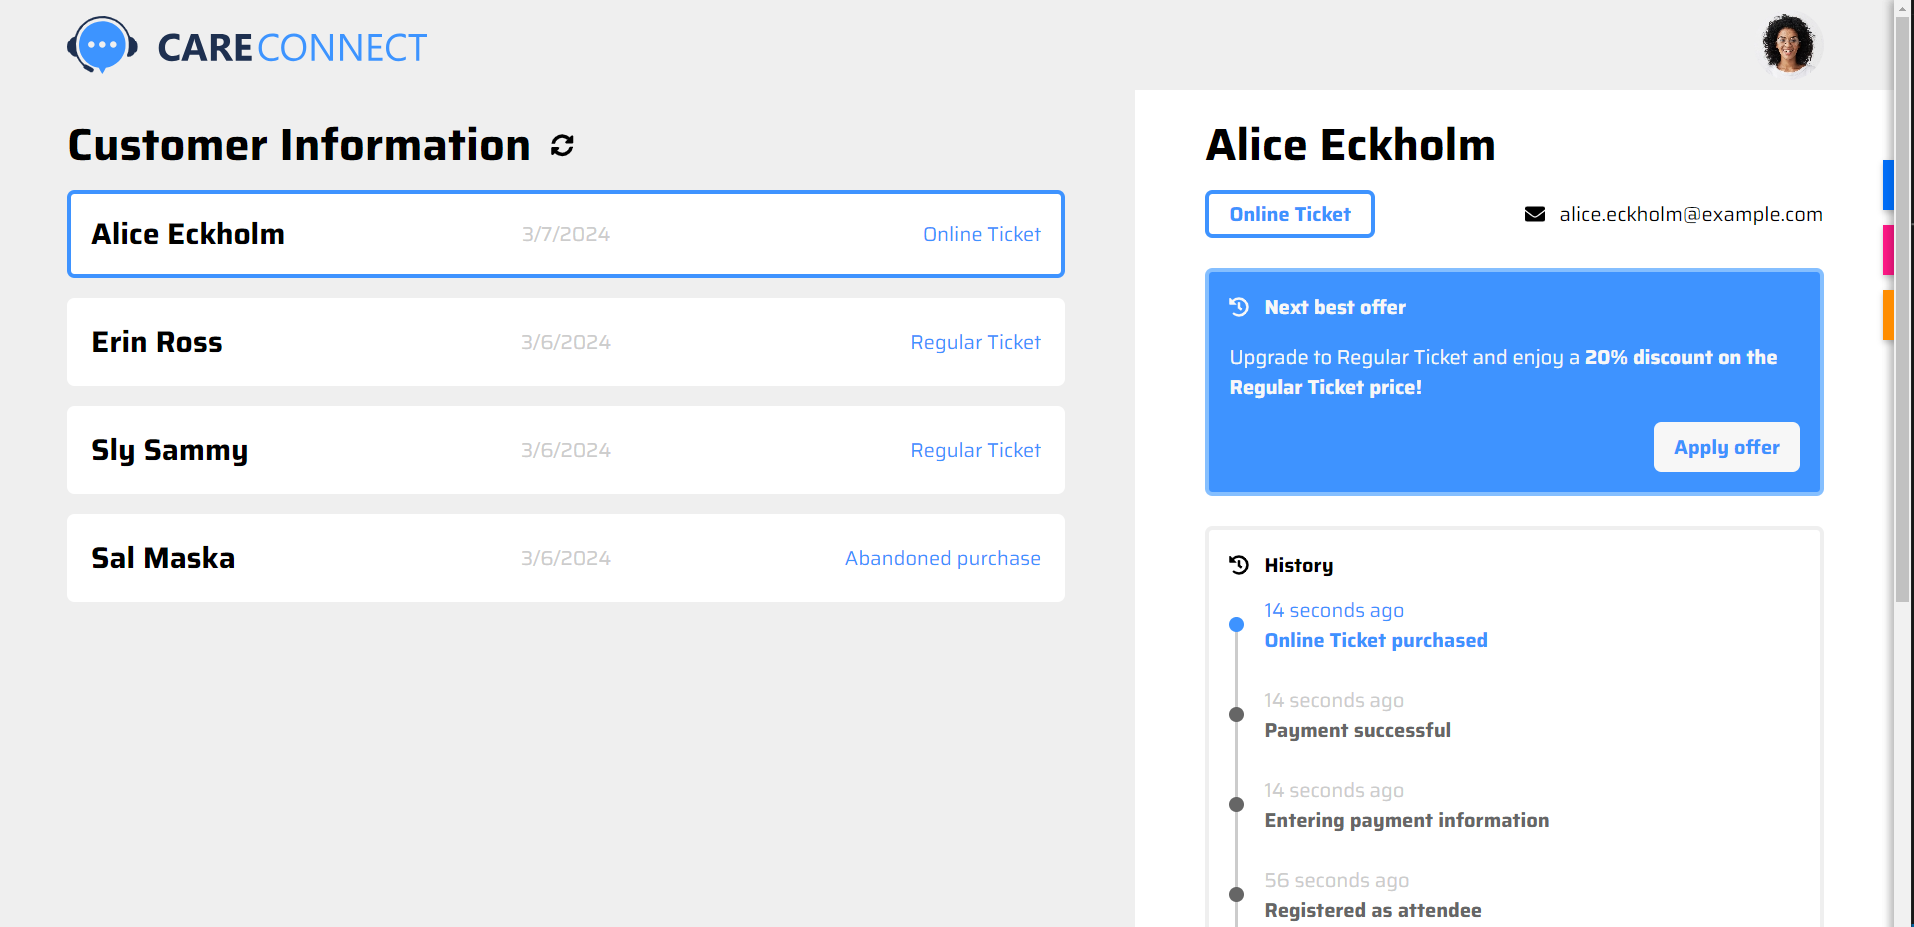 CARECONNECT
Customer Information
Alice Eckholm 3/7/2024 Online Ticket
Erin Ross 3/6/2024 Regular Ticket
Sly Sammy 3/6/2024 Regular Ticket
Sal Maska 3/6/2024 Abandoned purchase
Alice Eckholm
Online Ticket alice.eckholm@example.com
Next best offer
Upgrade to Regular Ticket and enjoy a 20% discount on the
Regular Ticket price!
Apply offer
History
14 seconds ago
Online Ticket purchased
14 seconds ago
Payment successful
14 seconds ago
Entering payment information
56 seconds ago
Registered as attendee